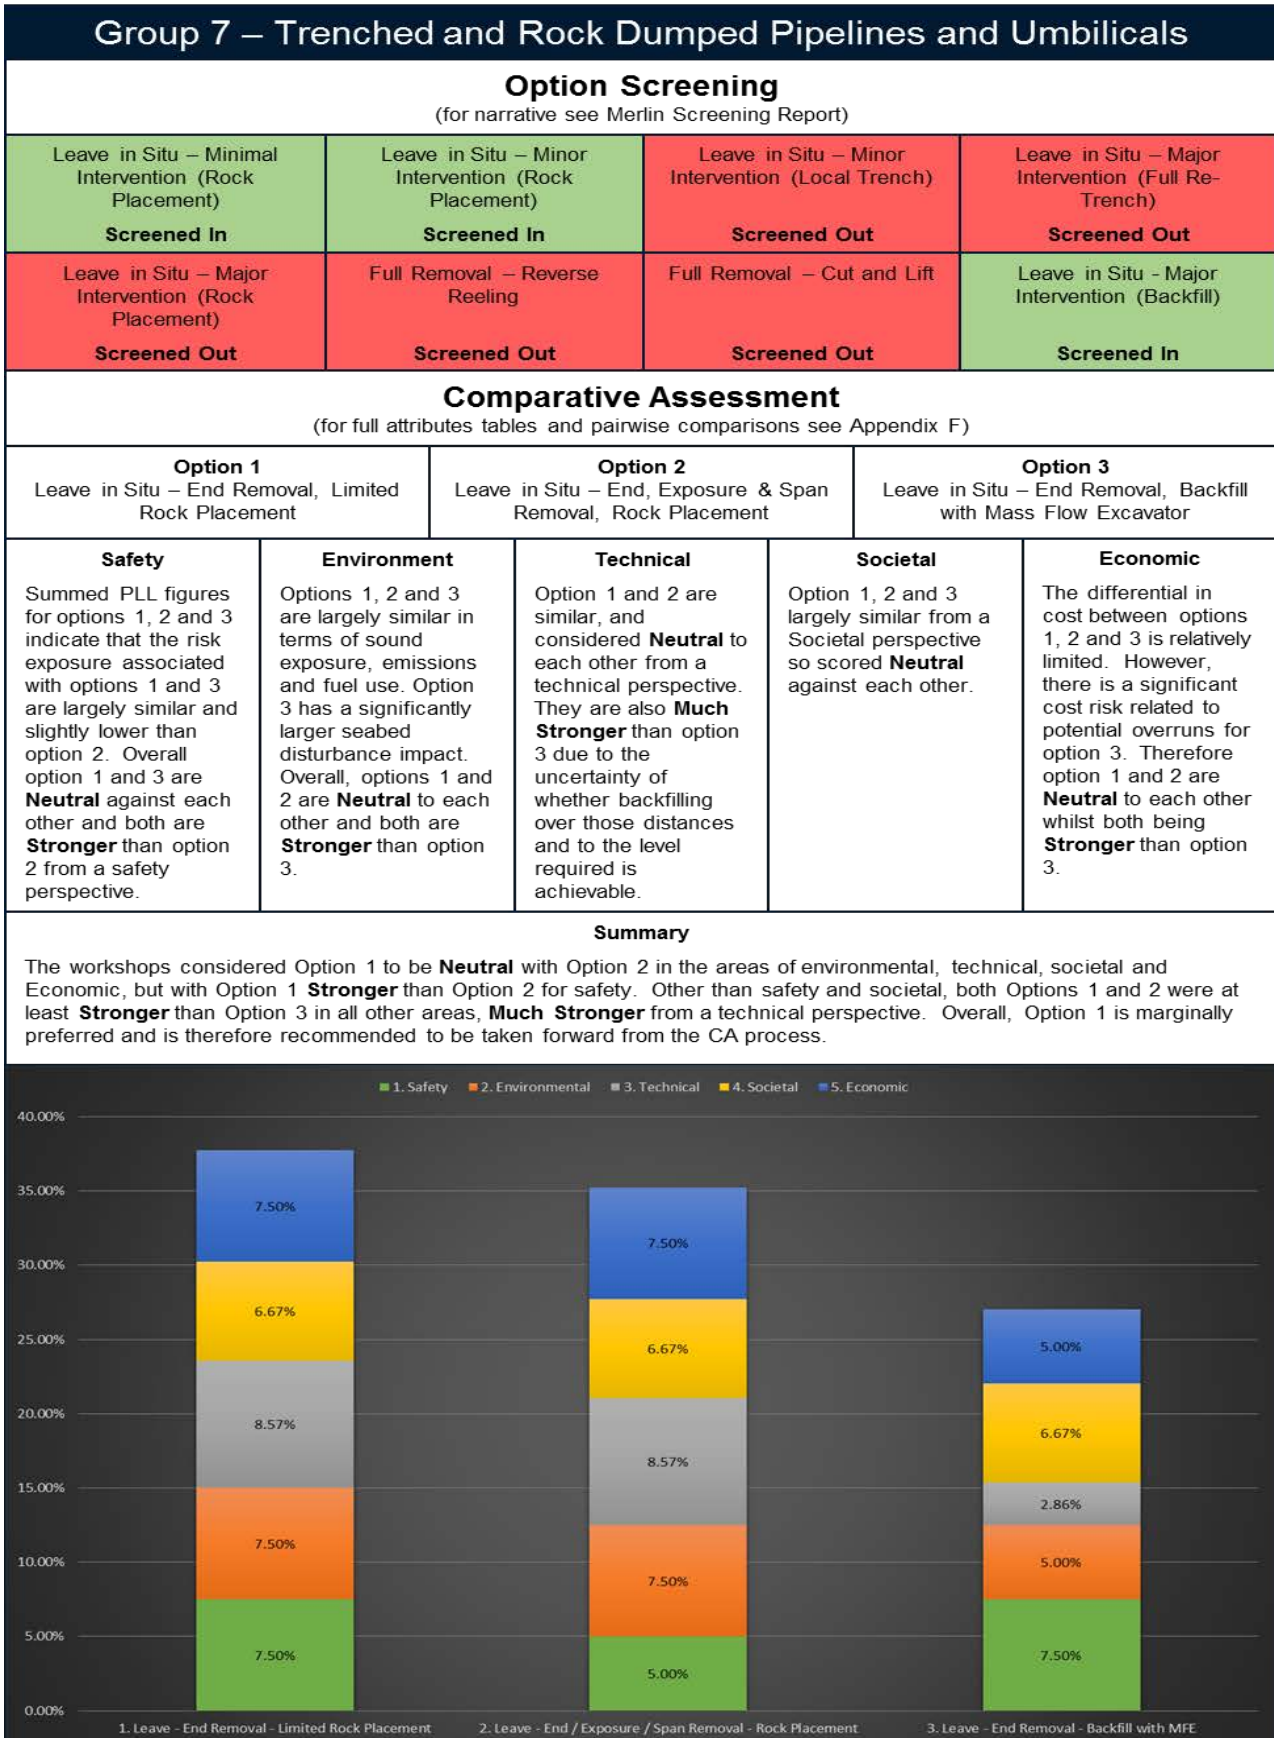 Group 7 – Trenched and Rock Dumped Pipelines and Umbilicals
Option Screening
(for narrative see Merlin Screening Report)
Leave in Situ – Minimal
Intervention (Rock
Placement)
Screened In
Leave in Situ – Minor
Intervention (Rock
Placement)
Screened In
Leave in Situ – Minor
Intervention (Local Trench)
Screened Out
Leave in Situ – Major
Intervention (Full Re-
Trench)
Screened Out
Leave in Situ – Major
Intervention (Rock
Placement)
Screened Out
Full Removal – Reverse
Reeling
Screened Out
Full Removal – Cut and Lift
Screened Out
Leave in Situ - Major
Intervention (Backfill)
Screened In
Comparative Assessment
(for full attributes tables and pairwise comparisons see Appendix F)
Option 1
Leave in Situ – End Removal, Limited
Rock Placement
Option 2
Leave in Situ – End, Exposure & Span
Removal, Rock Placement
Option 3
Leave in Situ – End Removal, Backfill
with Mass Flow Excavator
Safety
Summed PLL figures
for options 1, 2 and 3
indicate that the risk
exposure associated
with options 1 and 3
are largely similar and
slightly lower than
option 2. Overall
option 1 and 3 are
Neutral against each
other and both are
Stronger than option
2 from a safety
perspective.
Environment
Options 1, 2 and 3
are largely similar in
terms of sound
exposure, emissions
and fuel use. Option
3 has a significantly
larger seabed
disturbance impact.
Overall, options 1 and
2 are Neutral to each
other and both are
Stronger than option
3.
Technical
Option 1 and 2 are
similar, and
considered Neutral to
each other from a
technical perspective.
They are also Much
Stronger than option
3 due to the
uncertainty of
whether backfilling
over those distances
and to the level
required is
achievable.
Societal
Option 1, 2 and 3
largely similar from a
Societal perspective
so scored Neutral
against each other.
Economic
The differential in
cost between options
1, 2 and 3 is relatively
limited. However,
there is a significant
cost risk related to
potential overruns for
option 3. Therefore
option 1 and 2 are
Neutral to each other
whilst both being
Stronger than option
3.
Summary
The workshops considered Option 1 to be Neutral with Option 2 in the areas of environmental, technical, societal and
Economic, but with Option 1 Stronger than Option 2 for safety. Other than safety and societal, both Options 1 and 2 were at
least Stronger than Option 3 in all other areas, Much Stronger from a technical perspective. Overall, Option 1 is marginally
preferred and is therefore recommended to be taken forward from the CA process.
1. Safety 2. Environmental 3. Technical 4. Societal 5. Economic
40.00%
35.00%
30.00%
25.00%
20.00%
15.00%
10.00%
5.00%
0.00%
7.50%
6.67%
8.57%
7.50%
7.50%
7.50%
6.67%
8.57%
7.50%
5.00%
5.00%
6.67%
2.86%
5.00%
7.50%
1. Leave - End Removal - Limited Rock Placement
2. Leave - End / Exposure / Span Removal - Rock Placement
3. Leave - End Removal - Backfill with MFE